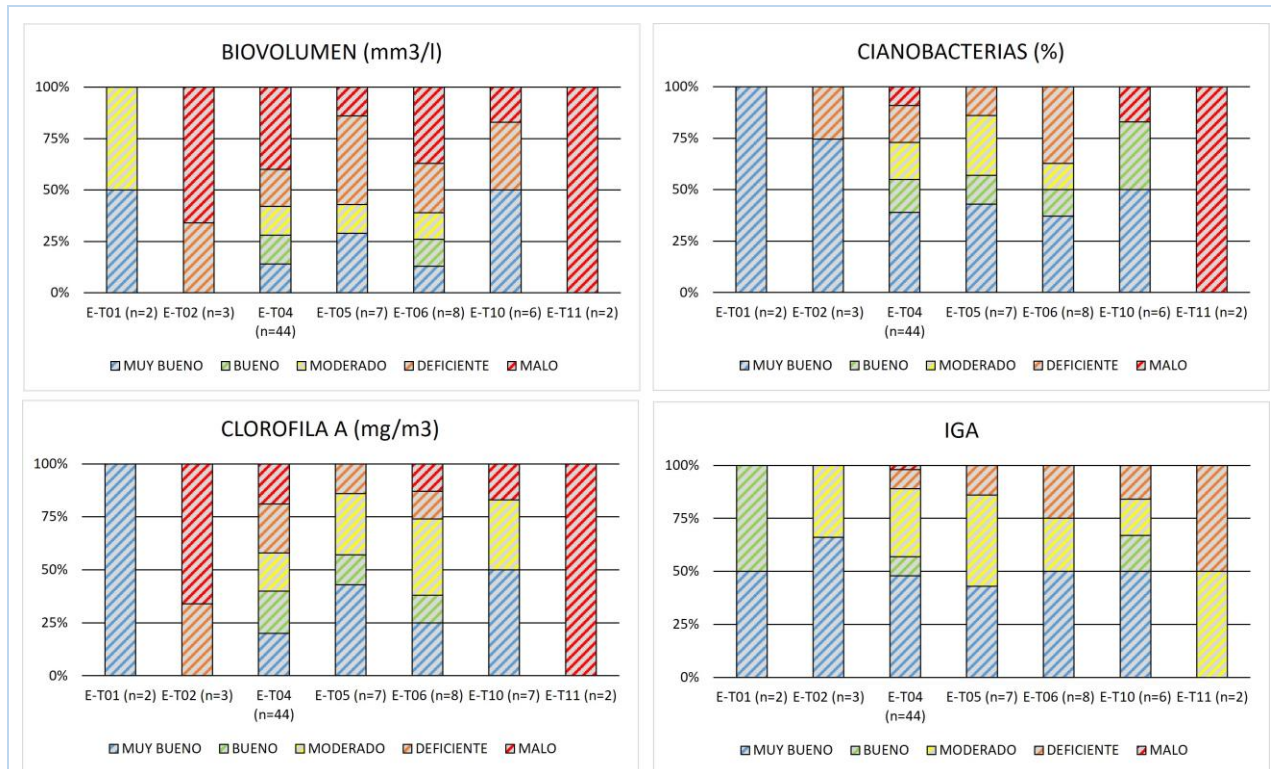 BIOVOLUMEN (mm3/l)
100%
75%
50%
25%
0%
E-T01 (n=2) E-T02 (n=3) E-T04 (n=44) E-T05 (n=7) E-T06 (n=8) E-T10 (n=6) E-T11 (n=2)
MUY BUENO BUENO MODERADO DEFICIENTE MALO
CIANOBACTERIAS (%)
100%
75%
50%
25%
0%
E-T01 (n=2) E-T02 (n=3) E-T04 (n=44) E-T05 (n=7) E-T06 (n=8) E-T10 (n=6) E-T11 (n=2)
MUY BUENO BUENO MODERADO DEFICIENTE MALO
CLOROFILA A (mg/m3)
100%
75%
50%
25%
0%
E-T01 (n=2) E-T02 (n=3) E-T04 (n=44) E-T05 (n=7) E-T06 (n=8) E-T10 (n=7) E-T11 (n=2)
MUY BUENO BUENO MODERADO DEFICIENTE MALO
IGA
100%
75%
50%
25%
0%
E-T01 (n=2) E-T02 (n=3) E-T04 (n=44) E-T05 (n=7) E-T06 (n=8) E-T10 (n=6) E-T11 (n=2)
MUY BUENO BUENO MODERADO DEFICIENTE MALO